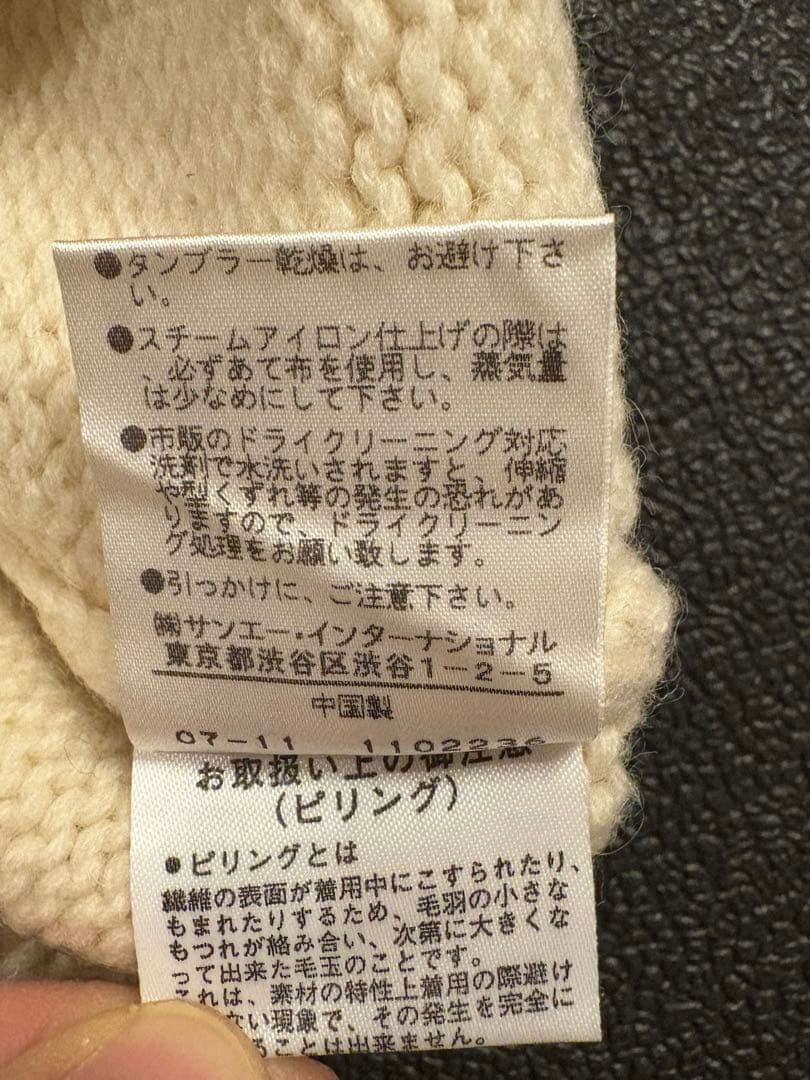 ●タンブラー乾燥は、お避け下さ
い。
●スチームアイロン仕上げの際は
、必ずあて布を使用し、蒸気量
は少なめにして下さい。
●市販のドライクリーニング対応
洗剤で水洗いされますと、伸縮
や型くずれ等の発生の恐れがあ
りますので、ドライクリーニン
グ処理をお願い致します。
●引っかけに、ご注意下さい。
㈱サンエー・インターナショナル
東京都渋谷区渋谷1-2-5
中国製
07-11 1102236
お取扱い上の御注意
(ピリング)
●ピリングとは
繊維の表面が着用中にこすられたり、
もまれたりするため、毛羽の小さな
もつれが絡み合い、次第に大きくな
って出来た毛玉のことです。
これは、素材の特性上着用の際避け
ない現象で、その発生を完全に
ることは出来ません。